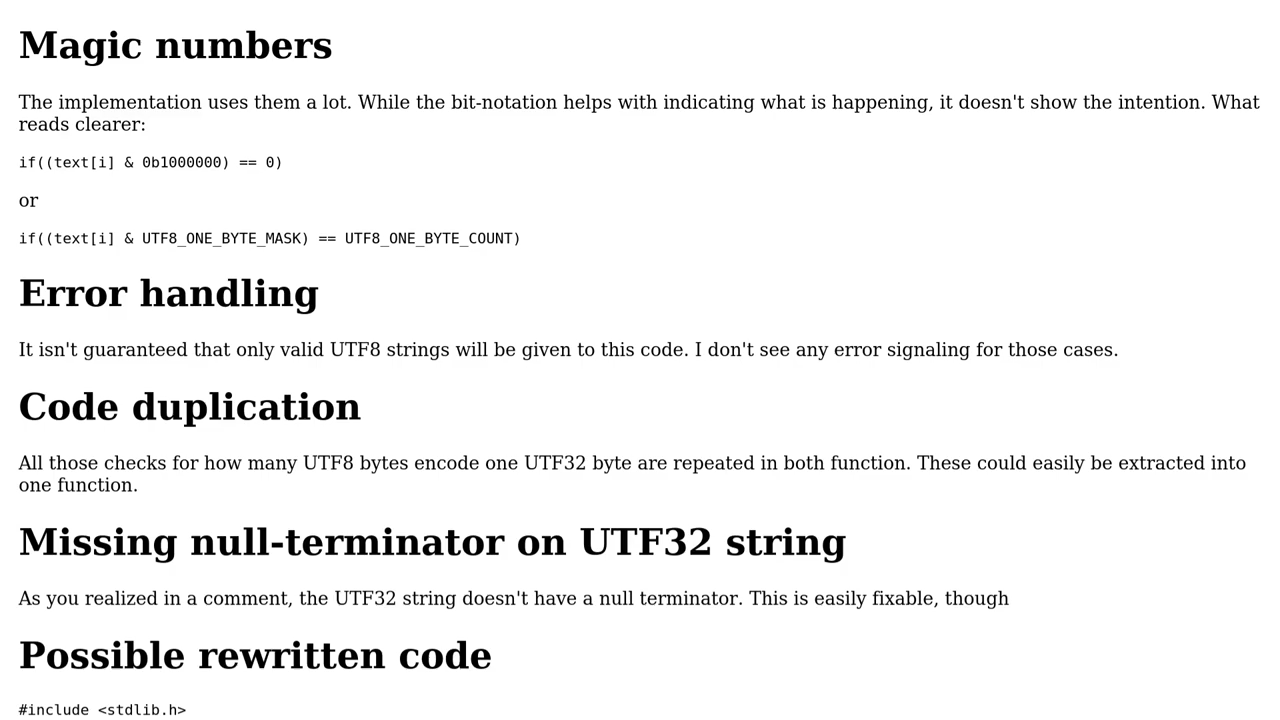 Magic numbers
The implementation uses them a lot. While the bit-notation helps with indicating what is happening, it doesn't show the intention. What
reads clearer:
if((text[i] & 0b1000000) == 0)
or
if((text[i] & UTF8_ONE_BYTE_MASK) == UTF8_ONE_BYTE_COUNT)
Error handling
It isn't guaranteed that only valid UTF8 strings will be given to this code. I don't see any error signaling for those cases.
Code duplication
All those checks for how many UTF8 bytes encode one UTF32 byte are repeated in both function. These could easily be extracted into
one function.
Missing null-terminator on UTF32 string
As you realized in a comment, the UTF32 string doesn't have a null terminator. This is easily fixable, though
Possible rewritten code
#include <stdlib.h>